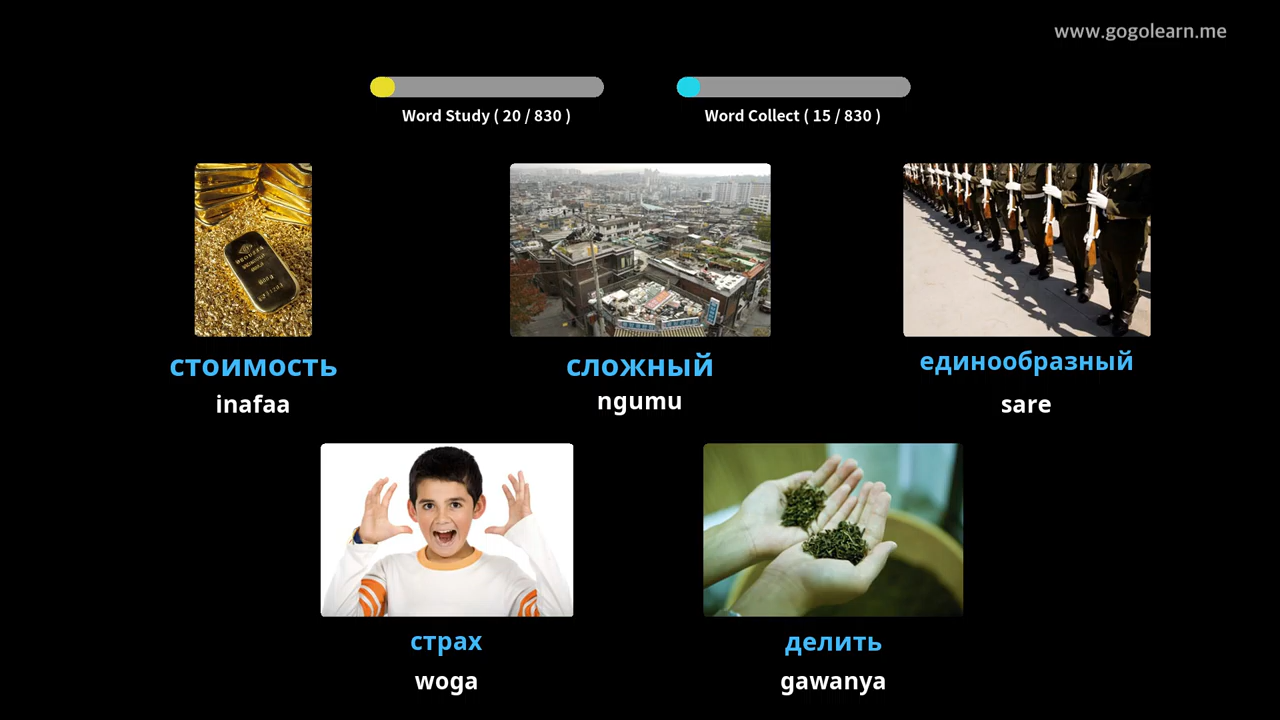 www.gogolearn.me
Word Study ( 20 / 830 )
Word Collect ( 15 / 830 )
стоимость
inafaa
сложный
ngumu
единообразный
sare
страх
woga
делить
gawanya